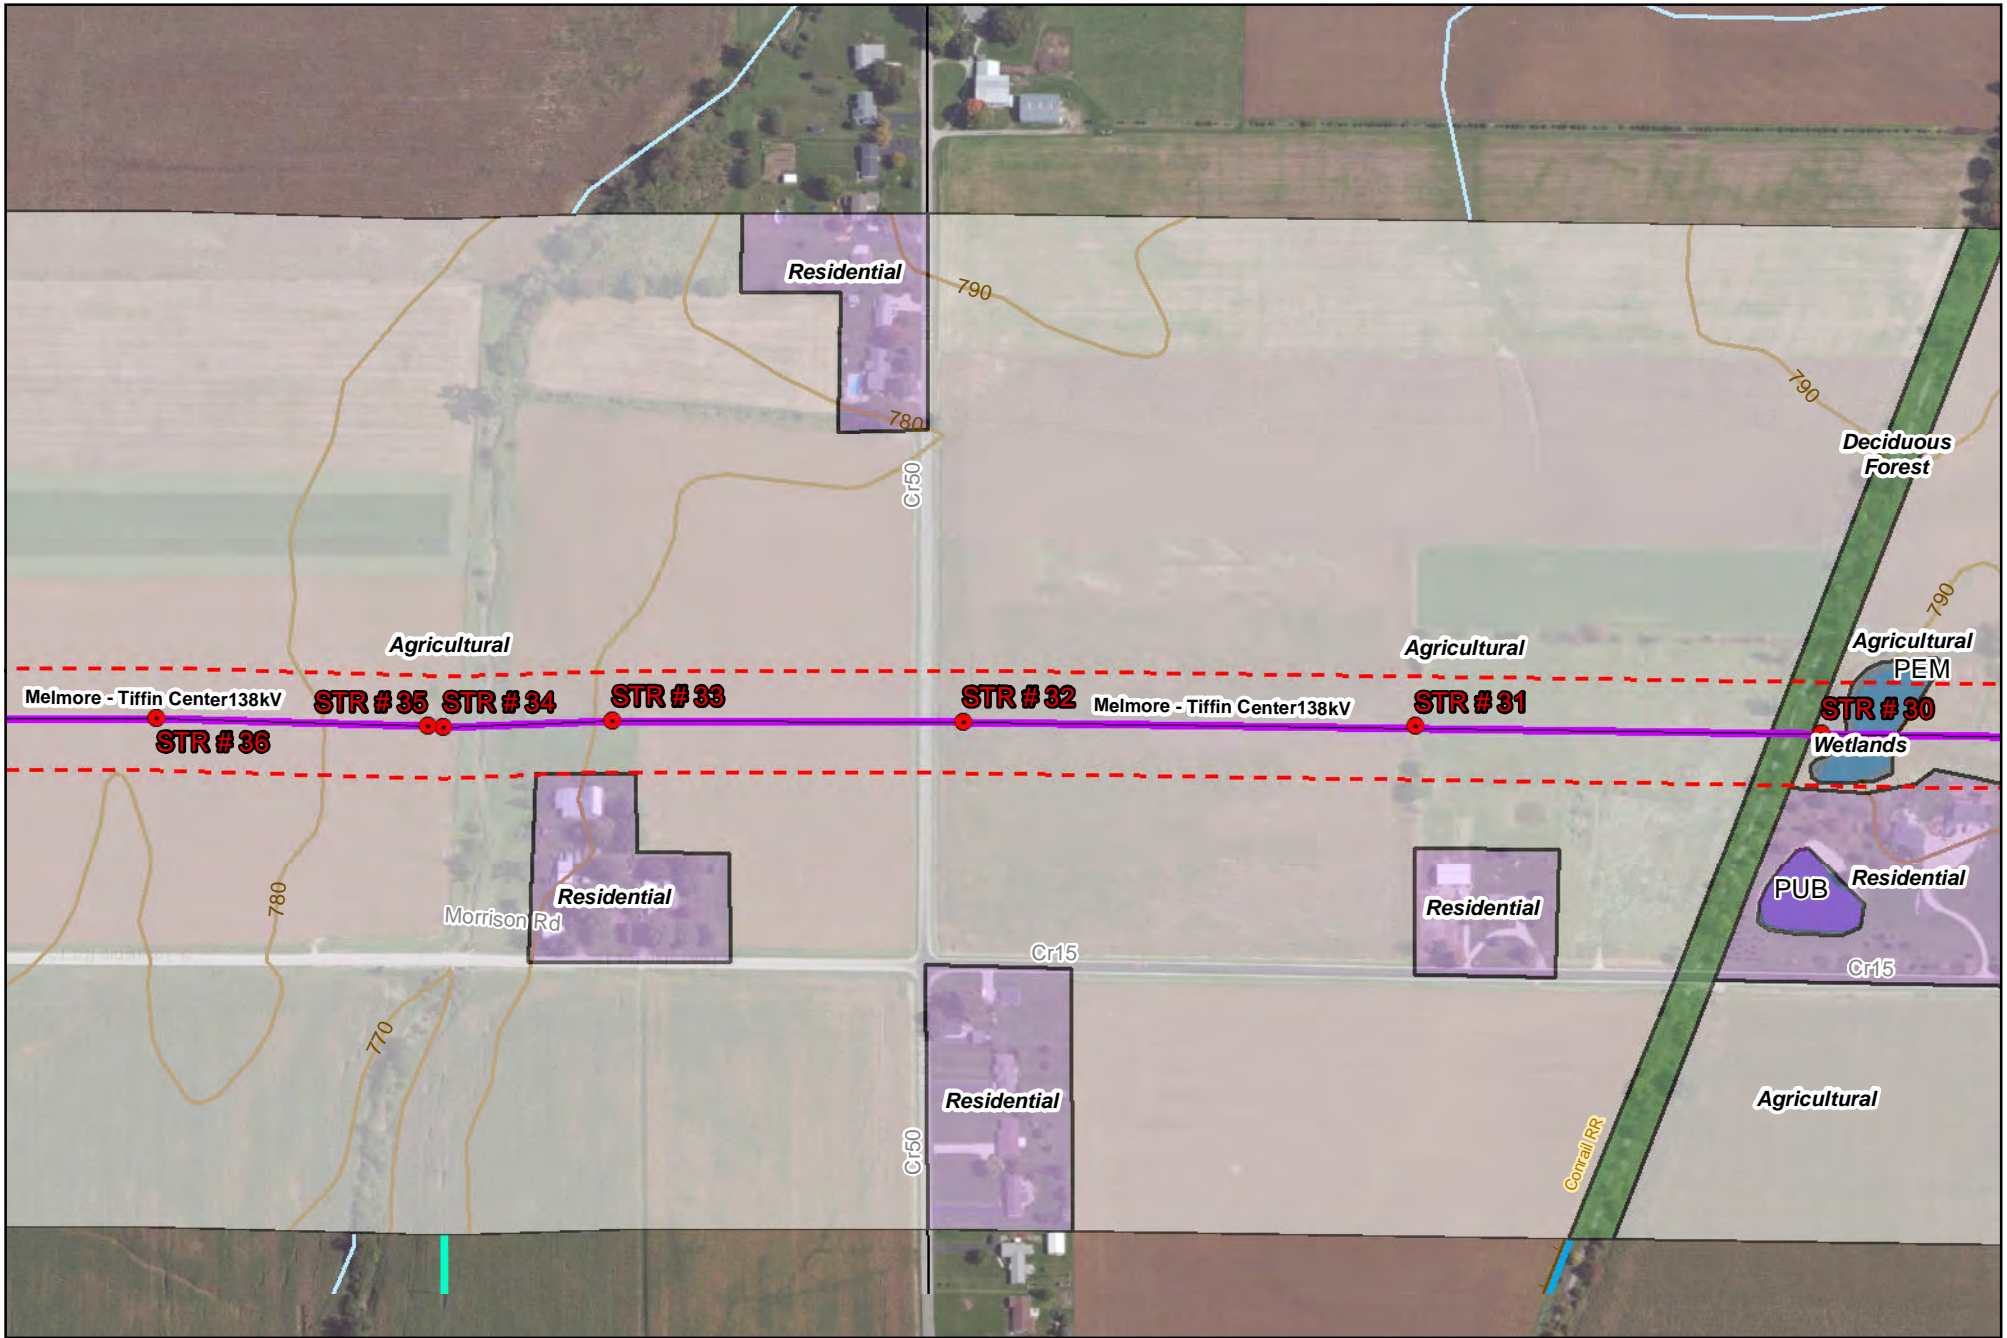 Residential
790
790
780
Deciduous
Forest
Cr50
790
Agricultural
Agricultural
Agricultural
PEM
Melmore - Tiffin Center138kV
STR # 35
STR # 34
STR # 33
STR # 32
Melmore - Tiffin Center138kV
STR # 31
STR # 30
STR # 36
Wetlands
780
Residential
Residential
PUB
Residential
Morrison Rd
Cr15
Cr15
770
Residential
Agricultural
Cr50
Conrail RR